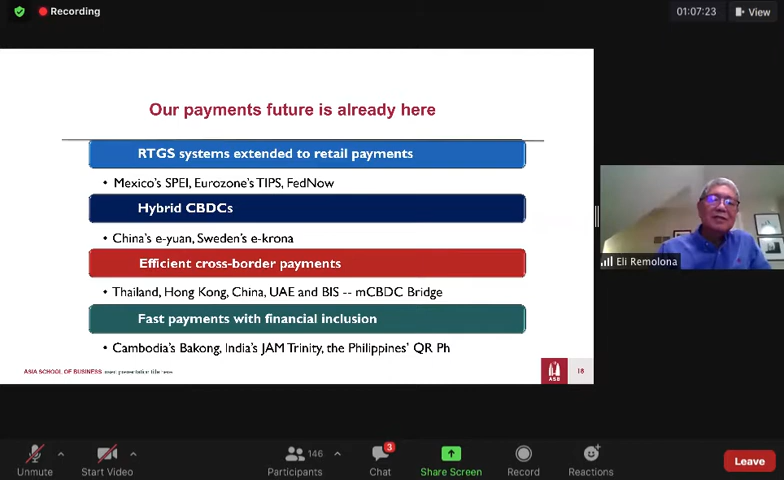 Recording
01:07:23
View
Our payments future is already here
RTGS systems extended to retail payments
• Mexico's SPEI, Eurozone's TIPS, FedNow
Hybrid CBDCs
• China's e-yuan, Sweden's e-krona
Efficient cross-border payments
• Thailand, Hong Kong, China, UAE and BIS -- mCBDC Bridge
Fast payments with financial inclusion
• Cambodia's Bakong, India's JAM Trinity, the Philippines' QR Ph
ASIA SCHOOL OF BUSINESS
ASB
18
Eli Remolona
Unmute
Start Video
146
Participants
3
Chat
Share Screen
Record
Reactions
Leave